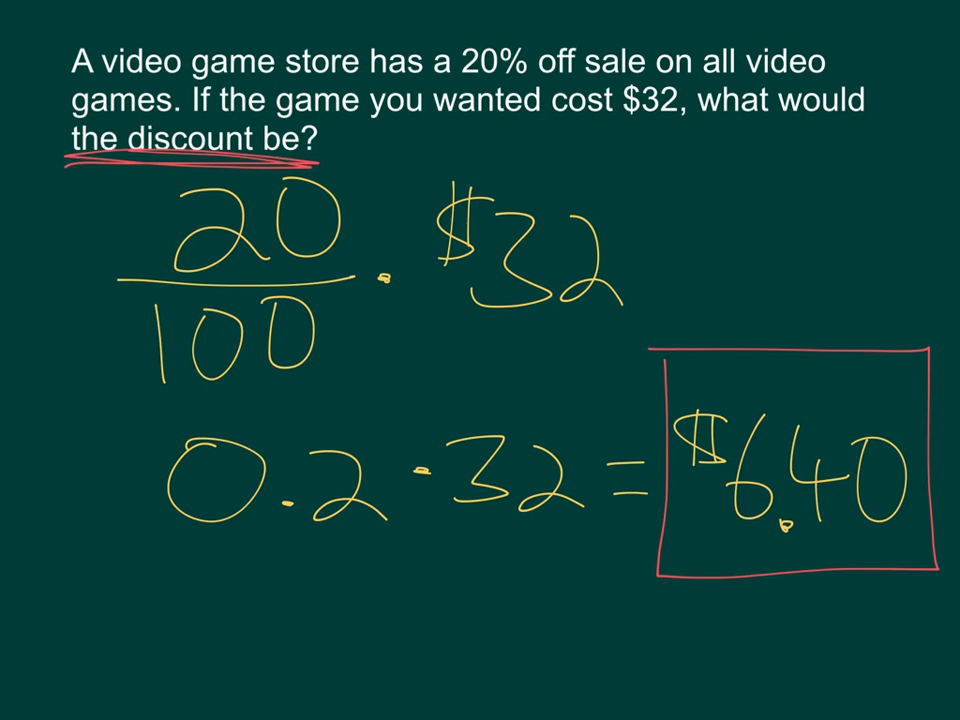 A video game store has a 20% off sale on all video
games. If the game you wanted cost $32, what would
the discount be?
20
100
· $32
0.2 · 32 = $6.40